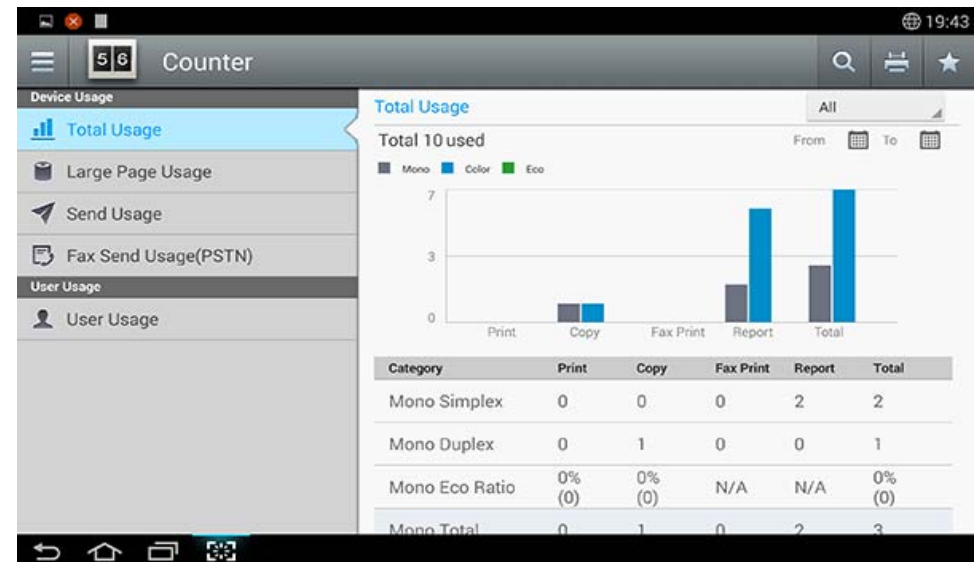 19:43
5 6 Counter
Device Usage
Total Usage
Large Page Usage
Send Usage
Fax Send Usage(PSTN)
User Usage
User Usage
Total Usage All
Total 10 used From To
Mono Color Eco
7
3
0
Print Copy Fax Print Report Total
Category Print Copy Fax Print Report Total
Mono Simplex 0 0 0 2 2
Mono Duplex 0 1 0 0 1
Mono Eco Ratio 0% (0) 0% (0) N/A N/A 0% (0)
Mono Total 0 1 0 2 3